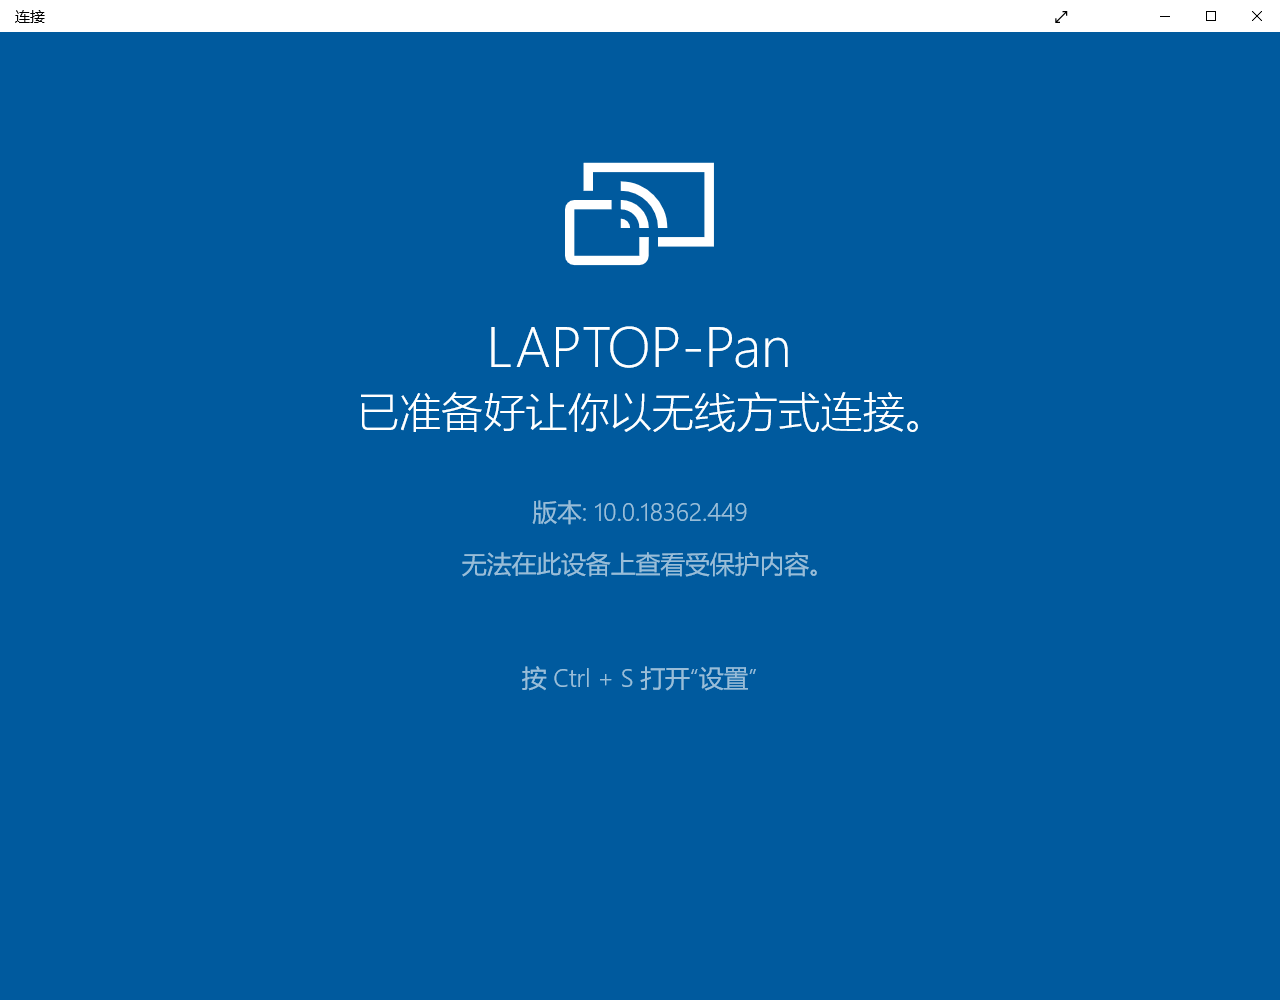 连接
LAPTOP-Pan
已准备好让你以无线方式连接。
版本: 10.0.18362.449
无法在此设备上查看受保护内容。
按 Ctrl + S 打开“设置”